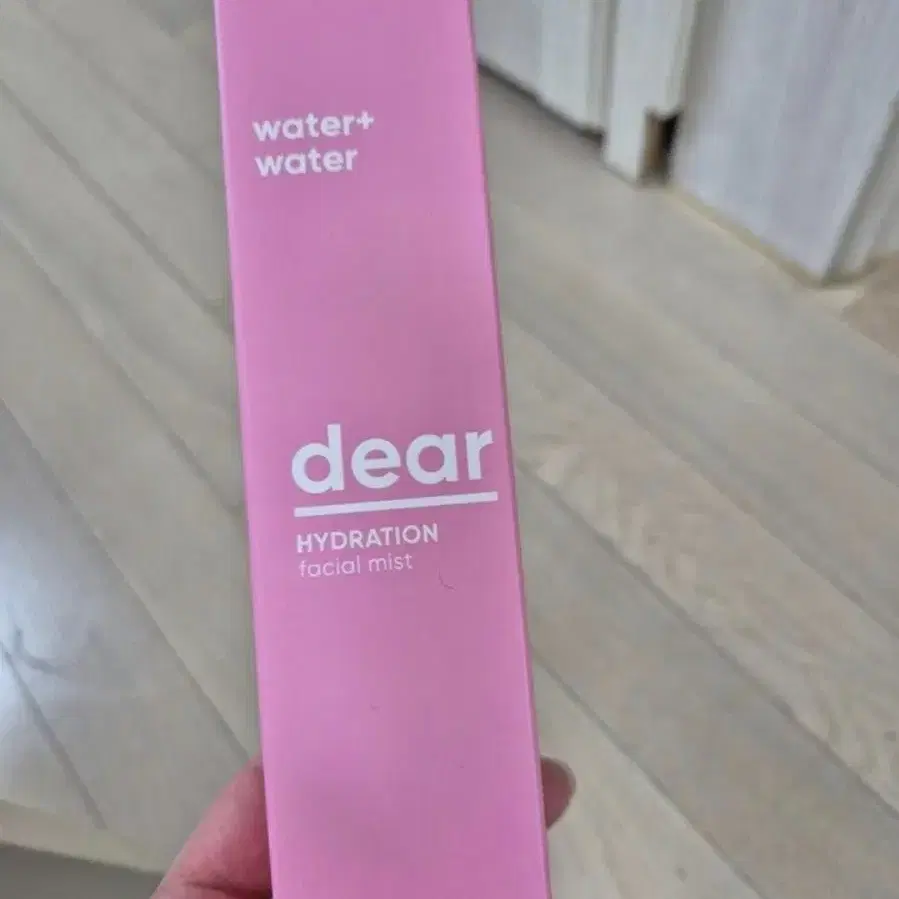 water+
water
dear
HYDRATION
facial mist